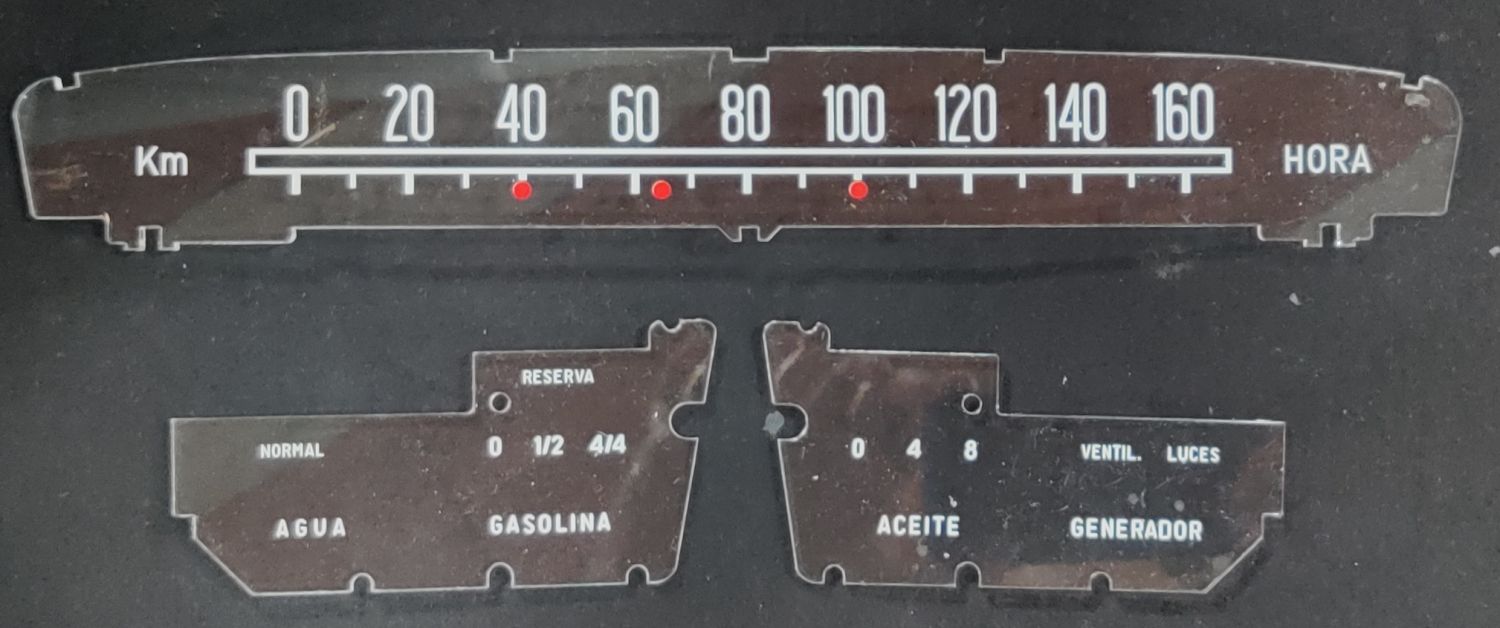 0 20 40 60 80 100 120 140 160
Km HORA
RESERVA
NORMAL 0 1/2 4/4
AGUA GASOLINA
0 4 8 VENTIL. LUCES
ACEITE GENERADOR